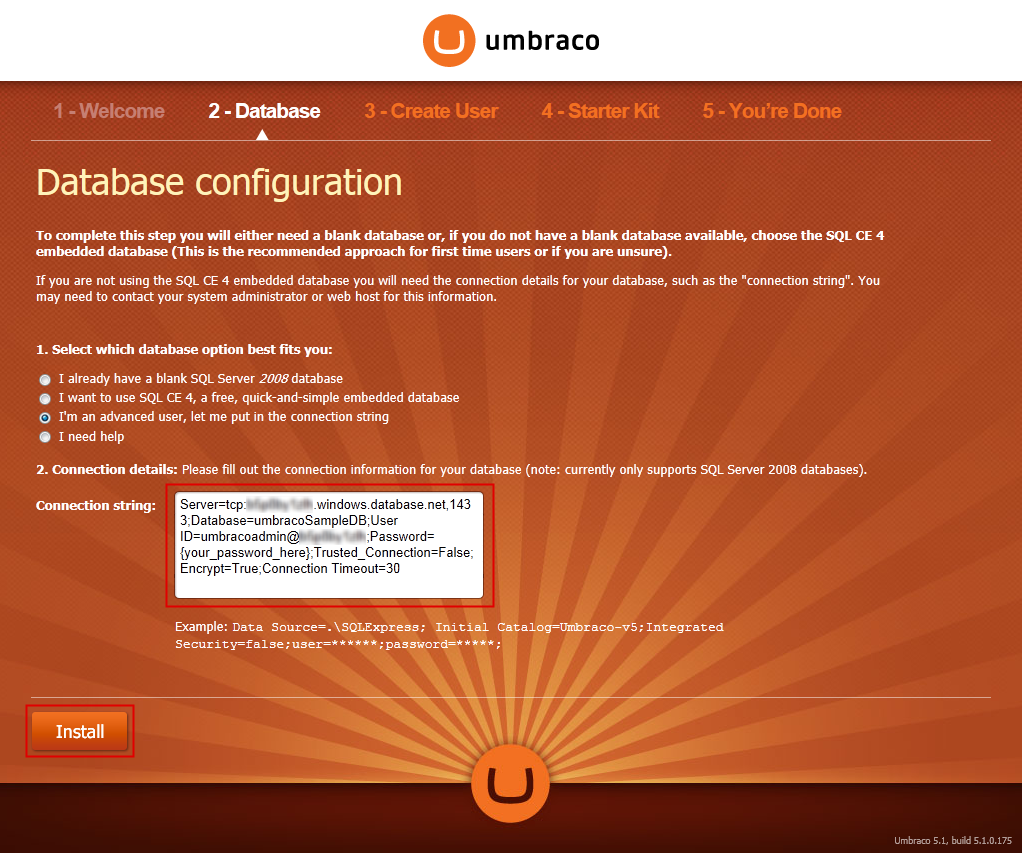 umbraco
1 - Welcome 2 - Database 3 - Create User 4 - Starter Kit 5 - You're Done
Database configuration
To complete this step you will either need a blank database or, if you do not have a blank database available, choose the SQL CE 4
embedded database (This is the recommended approach for first time users or if you are unsure).
If you are not using the SQL CE 4 embedded database you will need the connection details for your database, such as the "connection string". You
may need to contact your system administrator or web host for this information.
1. Select which database option best fits you:
I already have a blank SQL Server 2008 database
I want to use SQL CE 4, a free, quick-and-simple embedded database
I'm an advanced user, let me put in the connection string
I need help
2. Connection details: Please fill out the connection information for your database (note: currently only supports SQL Server 2008 databases).
Connection string:
Server=tcp: .windows.database.net,143
3;Database=umbracoSampleDB;User
ID=umbracoadmin@ ;Password=
{your_password_here};Trusted_Connection=False;
Encrypt=True;Connection Timeout=30
Example: Data Source=.\SQLExpress; Initial Catalog=Umbraco-v5;Integrated
Security=false;user=******;password=*****;
Install
Umbraco 5.1, build 5.1.0.175